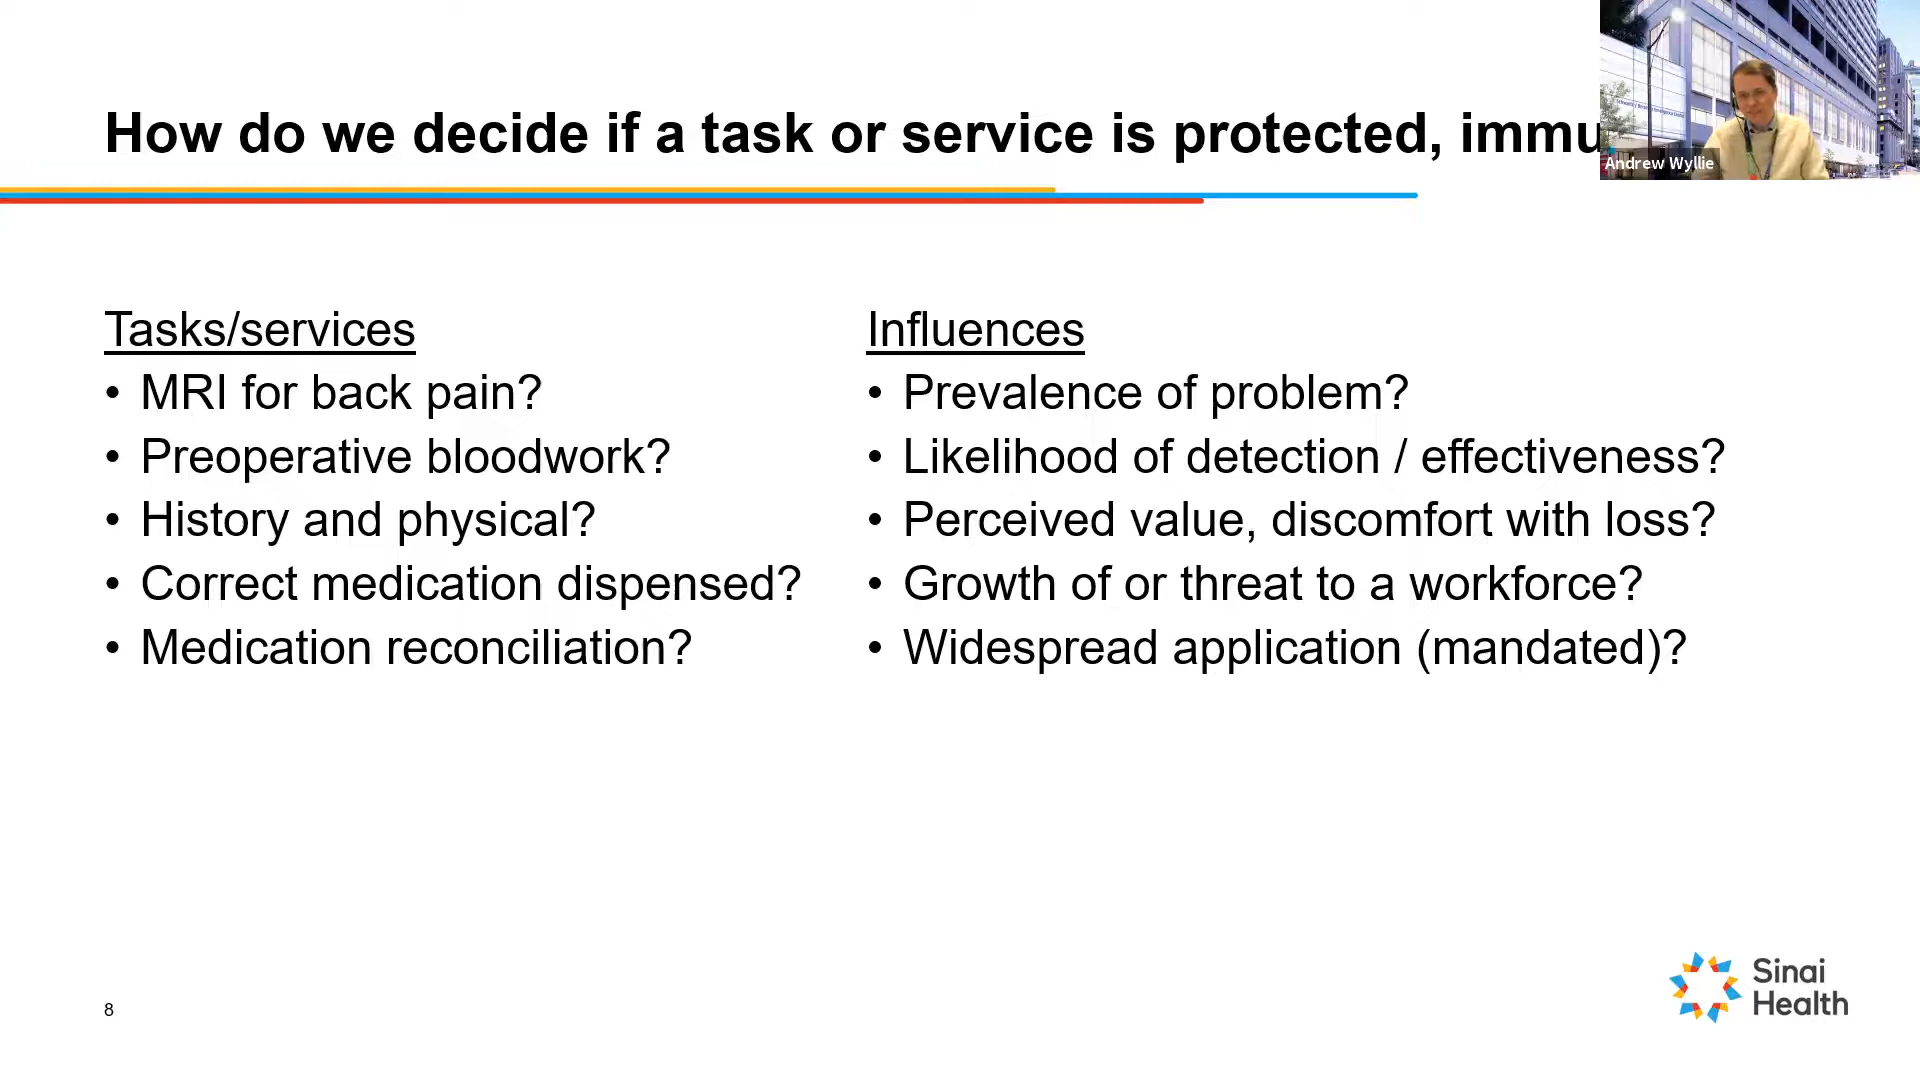 How do we decide if a task or service is protected, immu
Andrew Wyllie
Tasks/services
• MRI for back pain?
• Preoperative bloodwork?
• History and physical?
• Correct medication dispensed?
• Medication reconciliation?
Influences
• Prevalence of problem?
• Likelihood of detection / effectiveness?
• Perceived value, discomfort with loss?
• Growth of or threat to a workforce?
• Widespread application (mandated)?
8
Sinai
Health